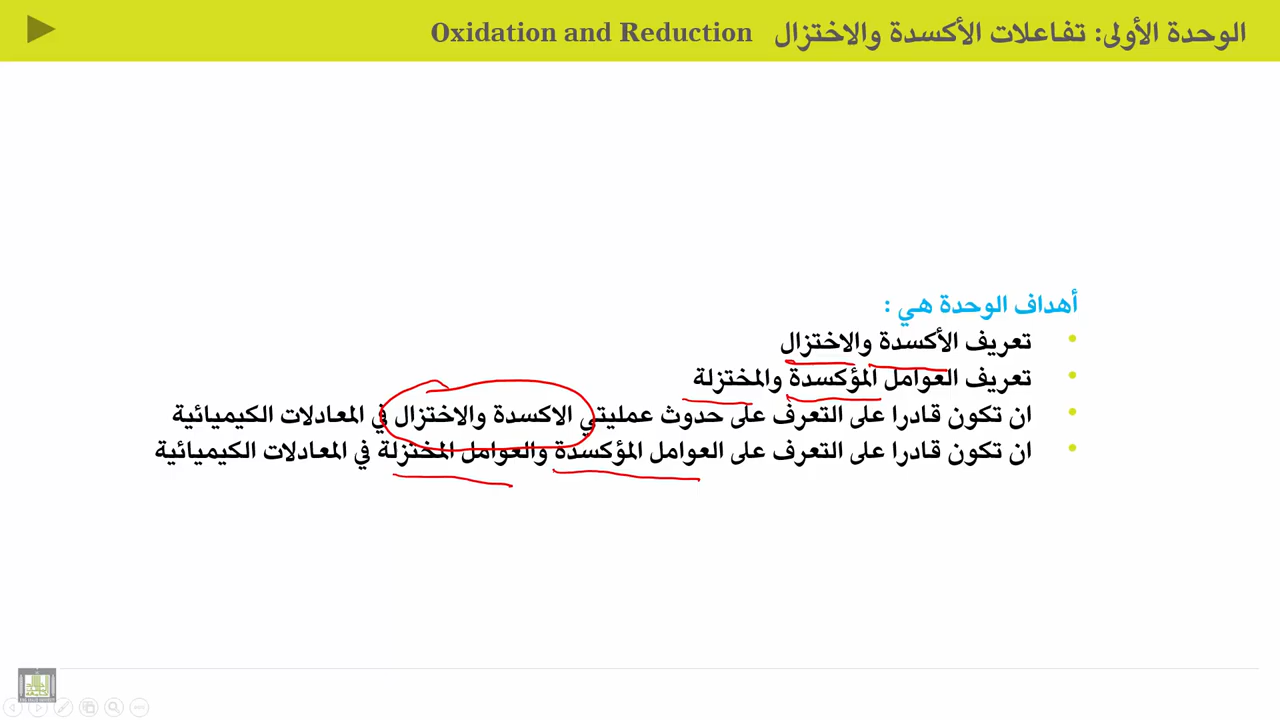 الوحدة الأولى: تفاعلات الأكسدة والاختزال Oxidation and Reduction
أهداف الوحدة هي :
• تعريف الأكسدة والاختزال
• تعريف العوامل المؤكسدة والمختزلة
• ان تكون قادرا على التعرف على حدوث عمليتي الاكسدة والاختزال في المعادلات الكيميائية
• ان تكون قادرا على التعرف على العوامل المؤكسدة والعوامل المختزلة في المعادلات الكيميائية